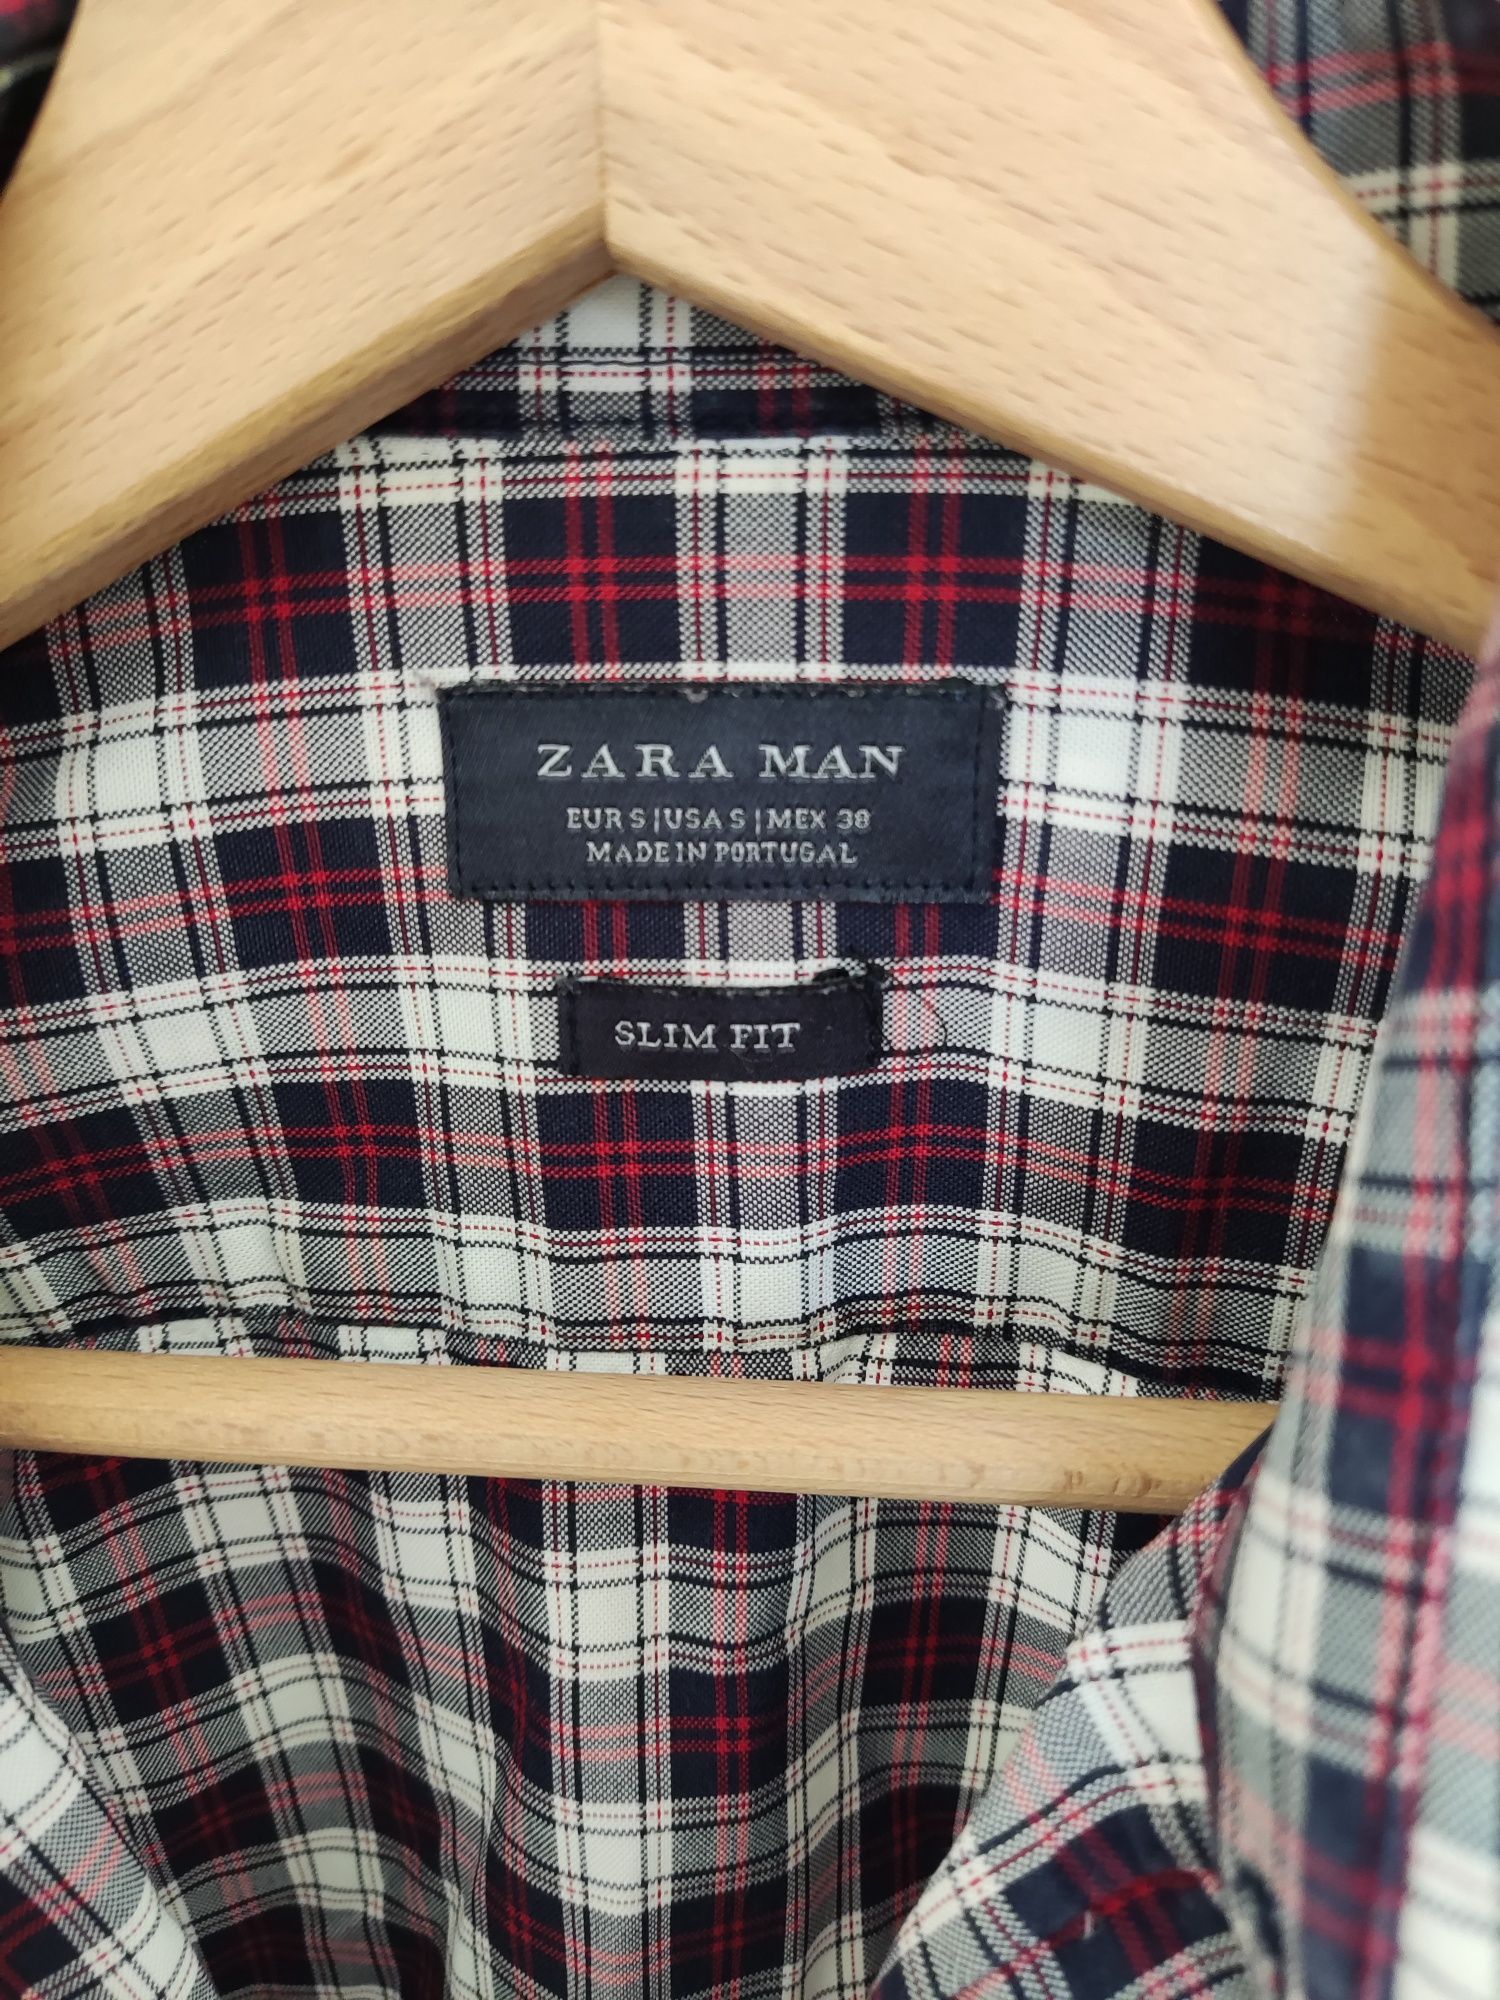 ZARA MAN
EUR S | USA S | MEX 38
MADE IN PORTUGAL
SLIM FIT